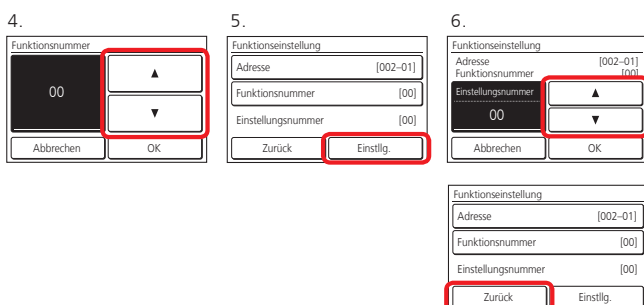 4.
Funktionsnummer
00
▲
▼
Abbrechen OK
5.
Funktionseinstellung
Adresse [002–01]
Funktionsnummer [00]
Einstellungsnummer [00]
Zurück Einstllg.
6.
Funktionseinstellung
Adresse [002–01]
Funktionsnummer [00]
Einstellungsnummer
00
▲
▼
Abbrechen OK
Funktionseinstellung
Adresse [002–01]
Funktionsnummer [00]
Einstellungsnummer [00]
Zurück Einstllg.